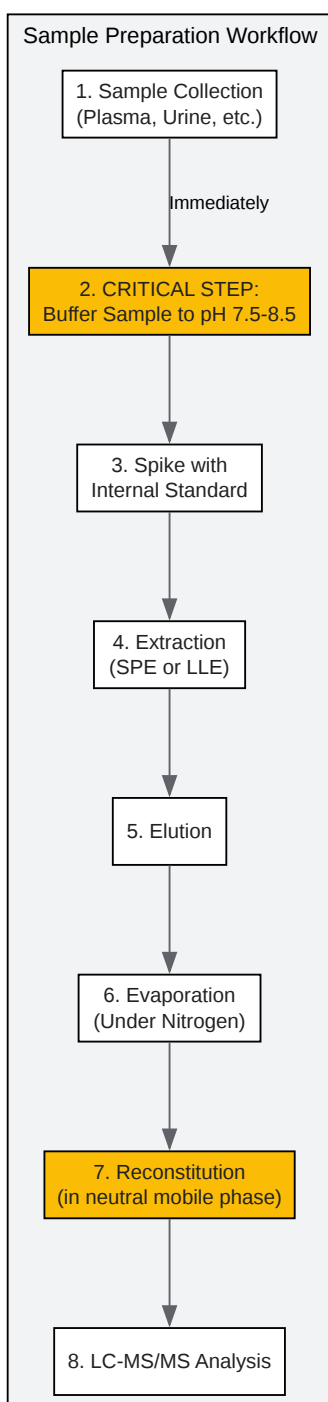 Sample Preparation Workflow
1. Sample Collection
(Plasma, Urine, etc.)
Immediately
2. CRITICAL STEP:
Buffer Sample to pH 7.5-8.5
3. Spike with
Internal Standard
4. Extraction
(SPE or LLE)
5. Elution
6. Evaporation
(Under Nitrogen)
7. Reconstitution
(in neutral mobile phase)
8. LC-MS/MS Analysis